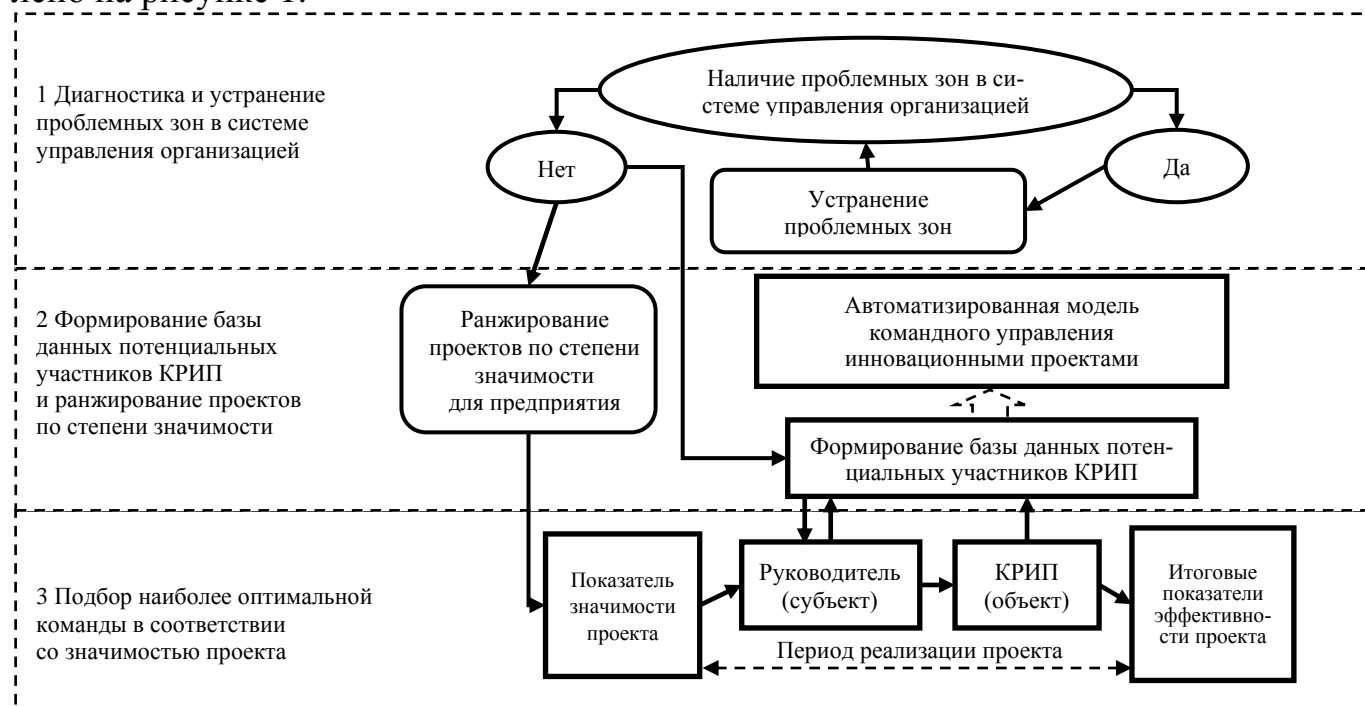 лено на рисунке 1.
1 Диагностика и устранение
проблемных зон в системе
управления организацией
Наличие проблемных зон в си-
стеме управления организацией
Нет
Да
Устранение
проблемных зон
2 Формирование базы
данных потенциальных
участников КРИП
и ранжирование проектов
по степени значимости
Ранжирование
проектов по степени
значимости
для предприятия
Автоматизированная модель
командного управления
инновационными проектами
Формирование базы данных потен-
циальных участников КРИП
3 Подбор наиболее оптимальной
команды в соответствии
со значимостью проекта
Показатель
значимости
проекта
Руководитель
(субъект)
КРИП
(объект)
Итоговые
показатели
эффективно-
сти проекта
Период реализации проекта